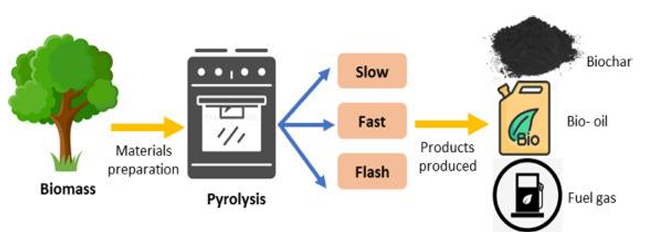 Biomass
Materials
preparation
Pyrolysis
Slow
Fast
Flash
Products
produced
Biochar
Bio
Bio- oil
Fuel gas